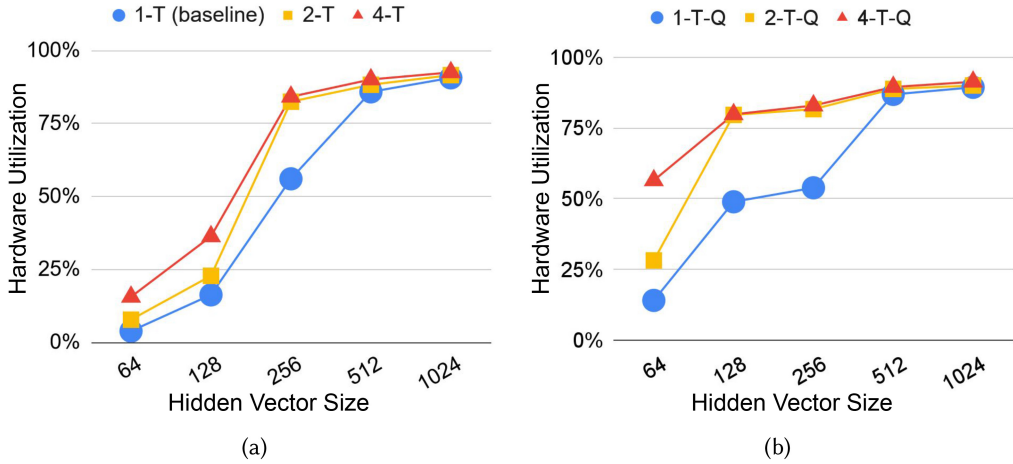 1-T (baseline) 2-T 4-T
100%
75%
50%
25%
0%
Hardware Utilization
64 128 256 512 1024
Hidden Vector Size
(a)
1-T-Q 2-T-Q 4-T-Q
100%
75%
50%
25%
0%
Hardware Utilization
64 128 256 512 1024
Hidden Vector Size
(b)